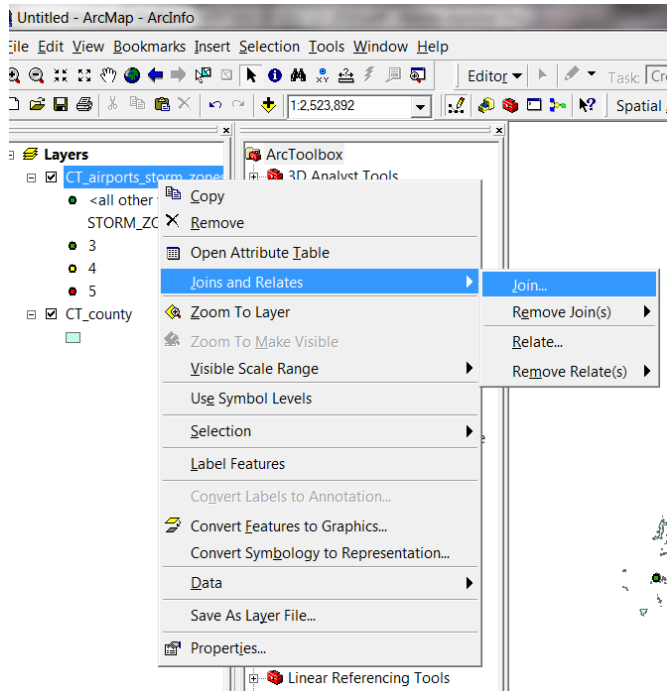 Untitled - ArcMap - ArcInfo
File Edit View Bookmarks Insert Selection Tools Window Help
Editor Task:
1:2,523,892 Spatial
Layers
ArcToolbox
CT_airports_storm_zones
3D Analyst Tools
<all other
STORM_ZO
3
4
5
CT_county
Copy
Remove
Open Attribute Table
Joins and Relates
Zoom To Layer
Zoom To Make Visible
Visible Scale Range
Use Symbol Levels
Selection
Label Features
Convert Labels to Annotation...
Convert Features to Graphics...
Convert Symbology to Representation...
Data
Save As Layer File...
Properties...
Join...
Remove Join(s)
Relate...
Remove Relate(s)
Linear Referencing Tools